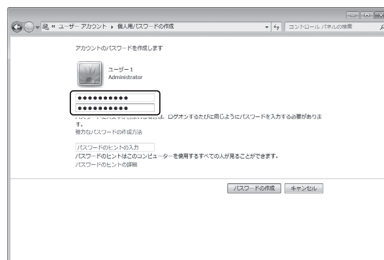 « ユーザー アカウント ▸ 個人用パスワードの作成
コントロール パネルの検索
アカウントのパスワードを作成します
ユーザー 1
Administrator
●●●●●●●●●●
●●●●●●●●●●
ログオンするたびに同じようにパスワードを入力する必要がありま
す。
強力なパスワードの作成方法
パスワードのヒントの入力
パスワードのヒントはこのコンピューターを使用するすべての人が見ることができます。
パスワードのヒントの詳細
パスワードの作成
キャンセル